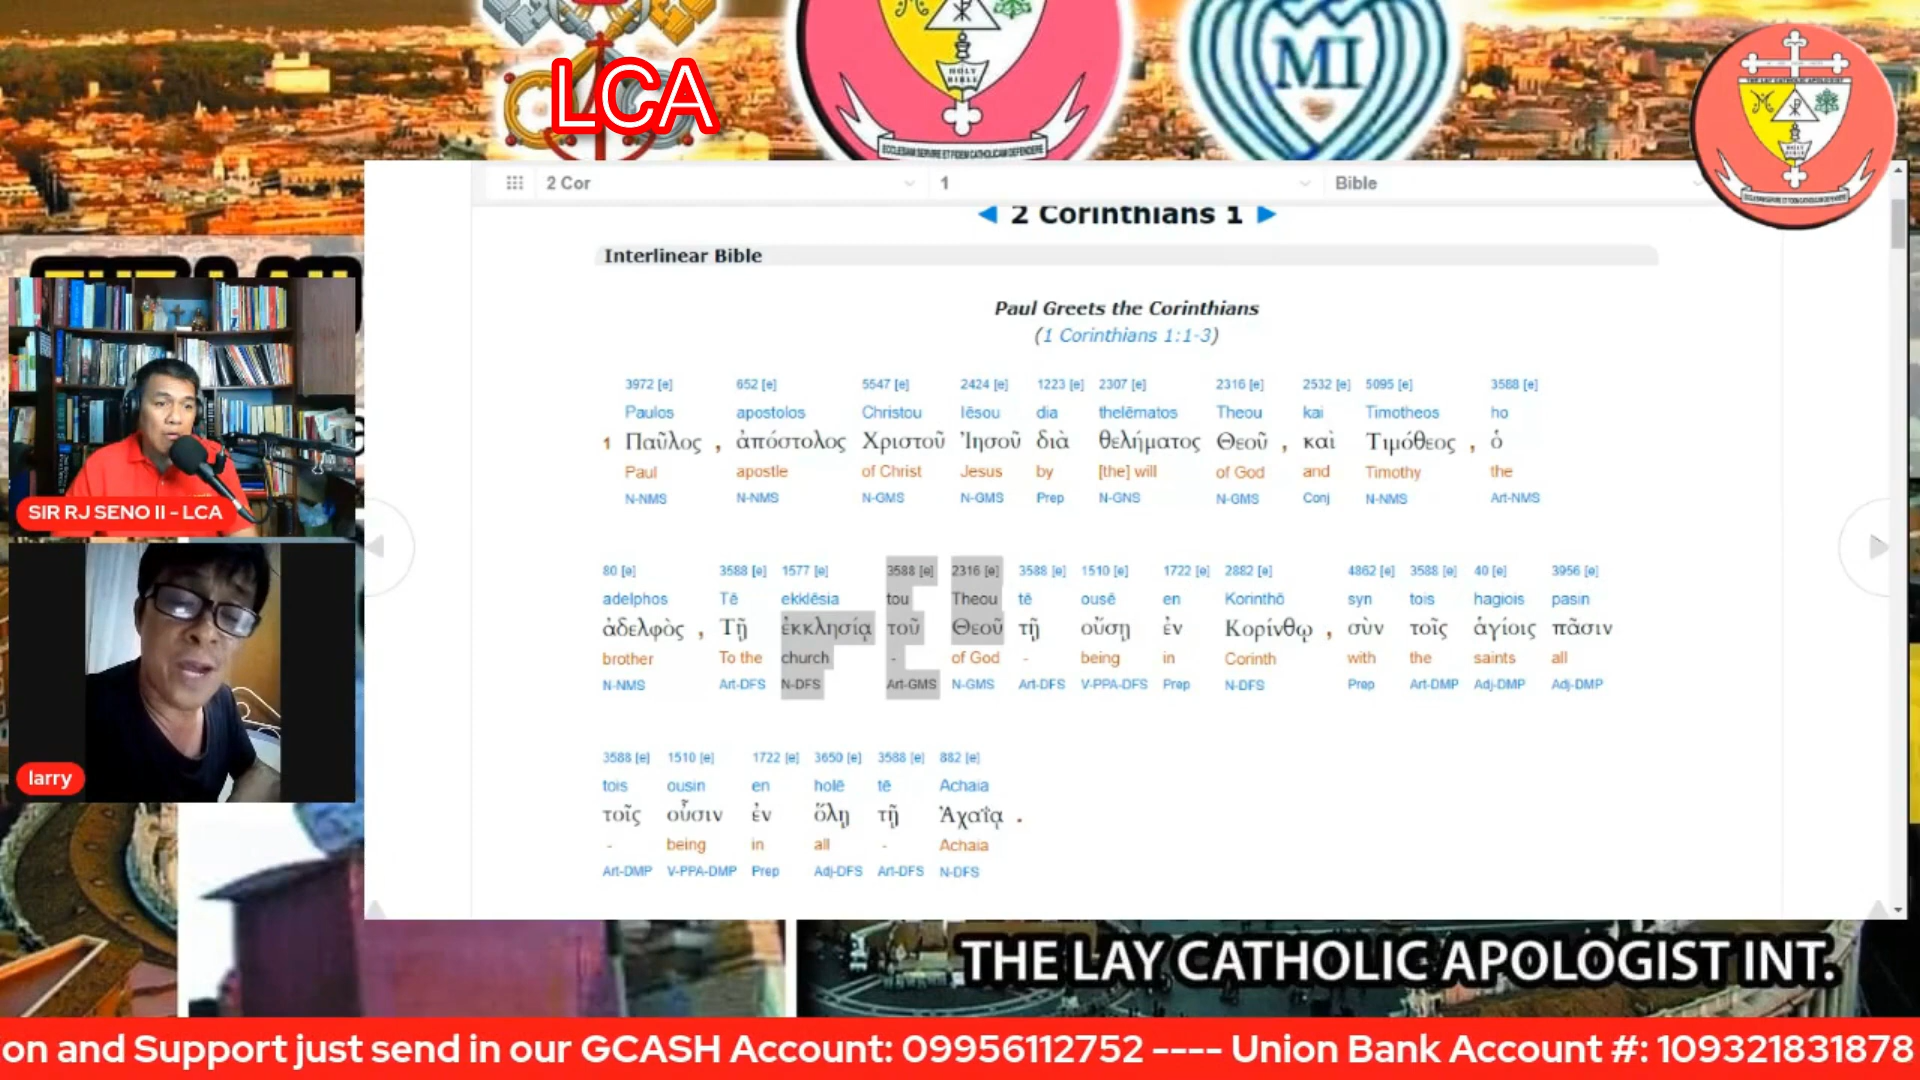 LCA
HOLY
BIBLE
ECCLESIAM SERVIRE ET FIDEM CATHOLICAM DEFENDERE
MI
2 Cor 1 Bible
◀ 2 Corinthians 1 ▶
Interlinear Bible
Paul Greets the Corinthians
(1 Corinthians 1:1-3)
3972 [e] 652 [e] 5547 [e] 2424 [e] 1223 [e] 2307 [e] 2316 [e] 2532 [e] 5095 [e] 3588 [e]
Paulos apostolos Christou Iēsou dia thelēmatos Theou kai Timotheos ho
1 Παῦλος , ἀπόστολος Χριστοῦ Ἰησοῦ διὰ θελήματος Θεοῦ , καὶ Τιμόθεος , ὁ
Paul apostle of Christ Jesus by [the] will of God and Timothy the
N-NMS N-NMS N-GMS N-GMS Prep N-GNS N-GMS Conj N-NMS Art-NMS
80 [e] 3588 [e] 1577 [e] 3588 [e] 2316 [e] 3588 [e] 1510 [e] 1722 [e] 2882 [e] 4862 [e] 3588 [e] 40 [e] 3956 [e]
adelphos Tē ekklēsia tou Theou tē ousē en Korinthō syn tois hagiois pasin
ἀδελφὸς , Τῇ ἐκκλησίᾳ τοῦ Θεοῦ τῇ οὔσῃ ἐν Κορίνθῳ , σὺν τοῖς ἁγίοις πᾶσιν
brother To the church - of God - being in Corinth with the saints all
N-NMS Art-DFS N-DFS Art-GMS N-GMS Art-DFS V-PPA-DFS Prep N-DFS Prep Art-DMP Adj-DMP Adj-DMP
3588 [e] 1510 [e] 1722 [e] 3650 [e] 3588 [e] 882 [e]
tois ousin en holē tē Achaia
τοῖς οὖσιν ἐν ὅλῃ τῇ Ἀχαΐᾳ .
- being in all - Achaia
Art-DMP V-PPA-DMP Prep Adj-DFS Art-DFS N-DFS
SIR RJ SENO II - LCA
larry
THE LAY CATHOLIC APOLOGIST INT.
on and Support just send in our GCASH Account: 09956112752 ---- Union Bank Account #: 109321831878